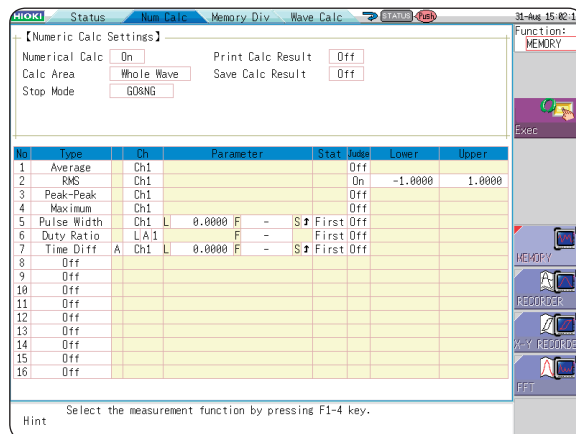 HIOKI Status Num Calc Memory Div Wave Calc STATUS Push 31-Aug 15:02:1
Function:
MEMORY
【Numeric Calc Settings】
Numerical Calc On Print Calc Result Off
Calc Area Whole Wave Save Calc Result Off
Stop Mode GO&NG
Exec
No Type Ch Parameter Stat Judge Lower Upper
1 Average Ch1 Off
2 RMS Ch1 On -1.0000 1.0000
3 Peak-Peak Ch1 Off
4 Maximum Ch1 Off
5 Pulse Width Ch1 L 0.0000 F - S First Off
6 Duty Ratio L A 1 F - First Off
7 Time Diff A Ch1 L 0.0000 F - S First Off
8 Off
9 Off
10 Off
11 Off
12 Off
13 Off
14 Off
15 Off
16 Off
MEMORY
RECORDER
X-Y RECORDE
FFT
Select the measurement function by pressing F1-4 key.
Hint